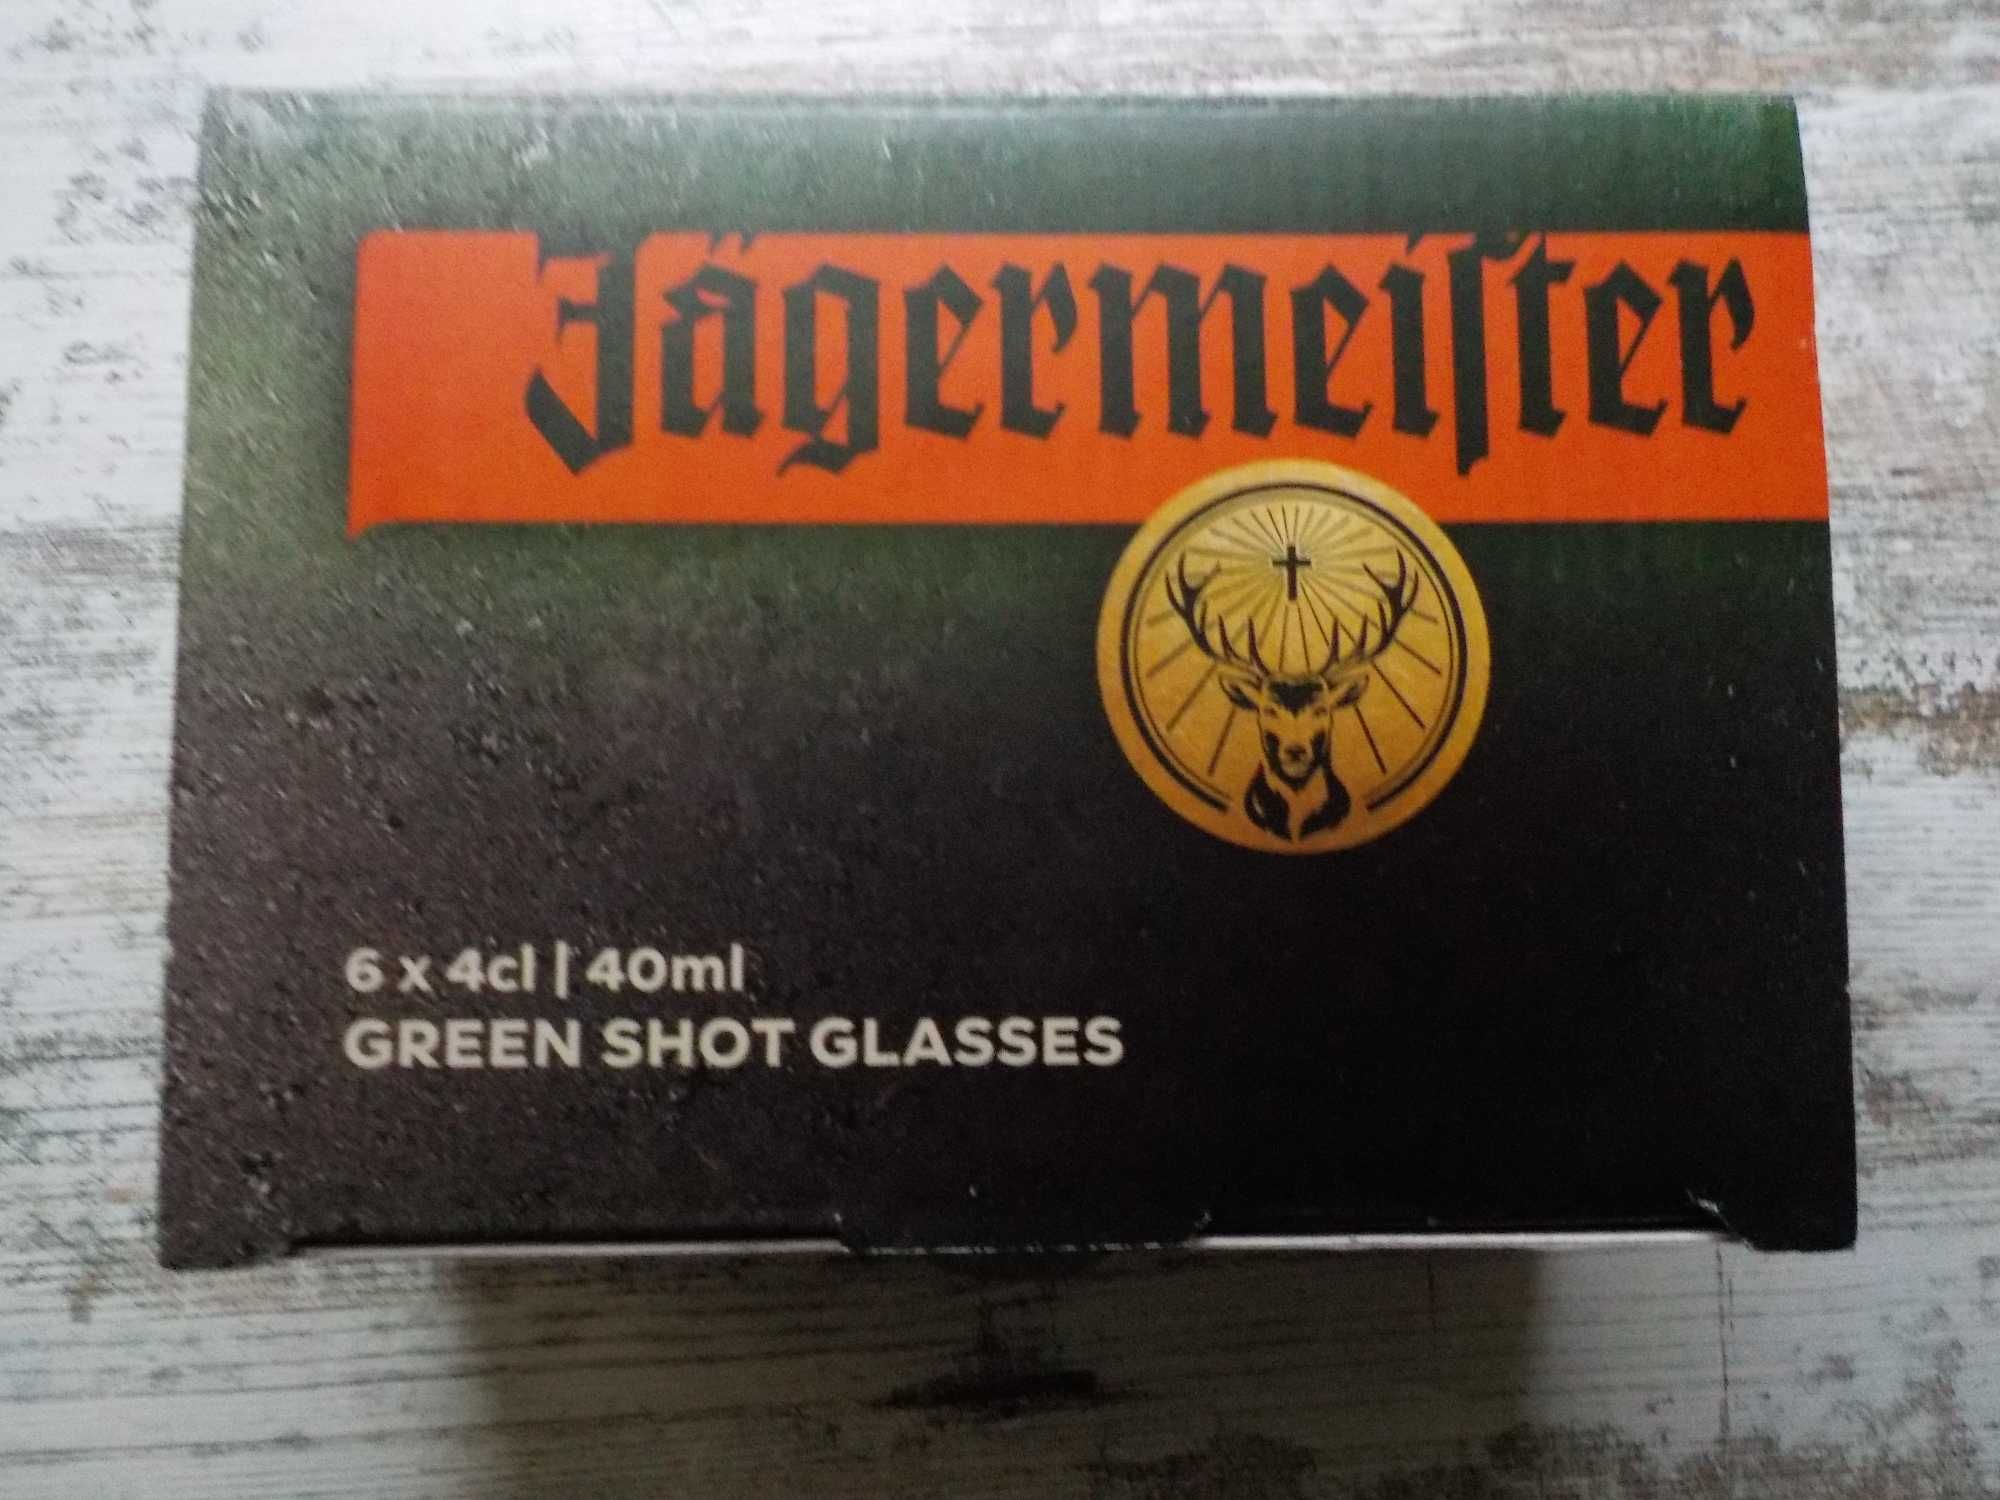 Jägermeiſter
6 x 4cl | 40ml
GREEN SHOT GLASSES